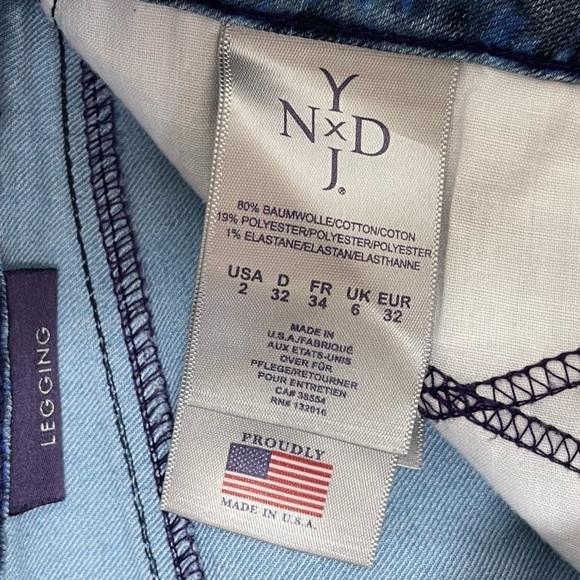 Y
N x D
J®
80% BAUMWOLLE/COTTON/COTON
19% POLYESTER/POLYESTER/POLYESTER
1% ELASTANE/ELASTAN/ELASTHANNE
USA D FR UK EUR
2 32 34 6 32
MADE IN
U.S.A./FABRIQUÉ
AUX ETATS-UNIS
OVER FÜR
PFLEGE/RETOURNER
POUR ENTRETIEN
CA# 38554
RN# 132016
PROUDLY
MADE IN U.S.A.
LEGGING